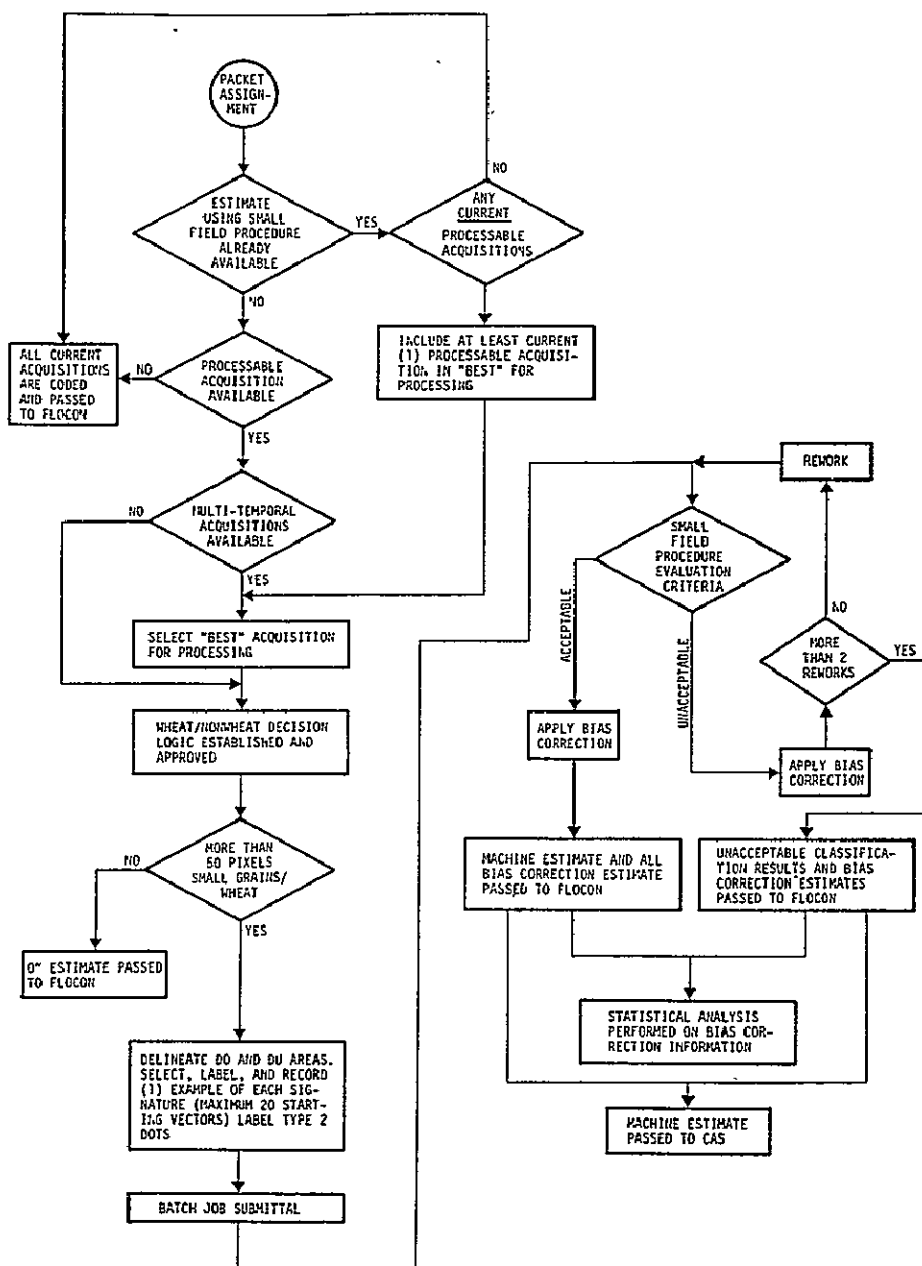 PACKET
ASSIGN-
MENT
ESTIMATE
USING SMALL
FIELD PROCEDURE
ALREADY
AVAILABLE
YES
NO
ANY
CURRENT
PROCESSABLE
ACQUISITIONS
NO
ALL CURRENT
ACQUISITIONS
ARE CODED
AND PASSED
TO FLOCON
NO
PROCESSABLE
ACQUISITION
AVAILABLE
YES
INCLUDE AT LEAST CURRENT
(1) PROCESSABLE ACQUISI-
TION IN "BEST" FOR
PROCESSING
NO
MULTI-TEMPORAL
ACQUISITIONS
AVAILABLE
YES
SELECT "BEST" ACQUISITION
FOR PROCESSING
WHEAT/NONWHEAT DECISION
LOGIC ESTABLISHED AND
APPROVED
NO
MORE THAN
50 PIXELS
SMALL GRAINS/
WHEAT
YES
0" ESTIMATE PASSED
TO FLOCON
DELINEATE DO AND DU AREAS.
SELECT, LABEL, AND RECORD
(1) EXAMPLE OF EACH SIG-
NATURE (MAXIMUM 20 START-
ING VECTORS) LABEL TYPE 2
DOTS
BATCH JOB SUBMITTAL
REWORK
SMALL
FIELD
PROCEDURE
EVALUATION
CRITERIA
ACCEPTABLE
UNACCEPTABLE
NO
MORE
THAN 2
REWORKS
YES
APPLY BIAS
CORRECTION
APPLY BIAS
CORRECTION
MACHINE ESTIMATE AND ALL
BIAS CORRECTION ESTIMATE
PASSED TO FLOCON
UNACCEPTABLE CLASSIFICA-
TION RESULTS AND BIAS
CORRECTION ESTIMATES
PASSED TO FLOCON
STATISTICAL ANALYSIS
PERFORMED ON BIAS COR-
RECTION INFORMATION
MACHINE ESTIMATE
PASSED TO CAS